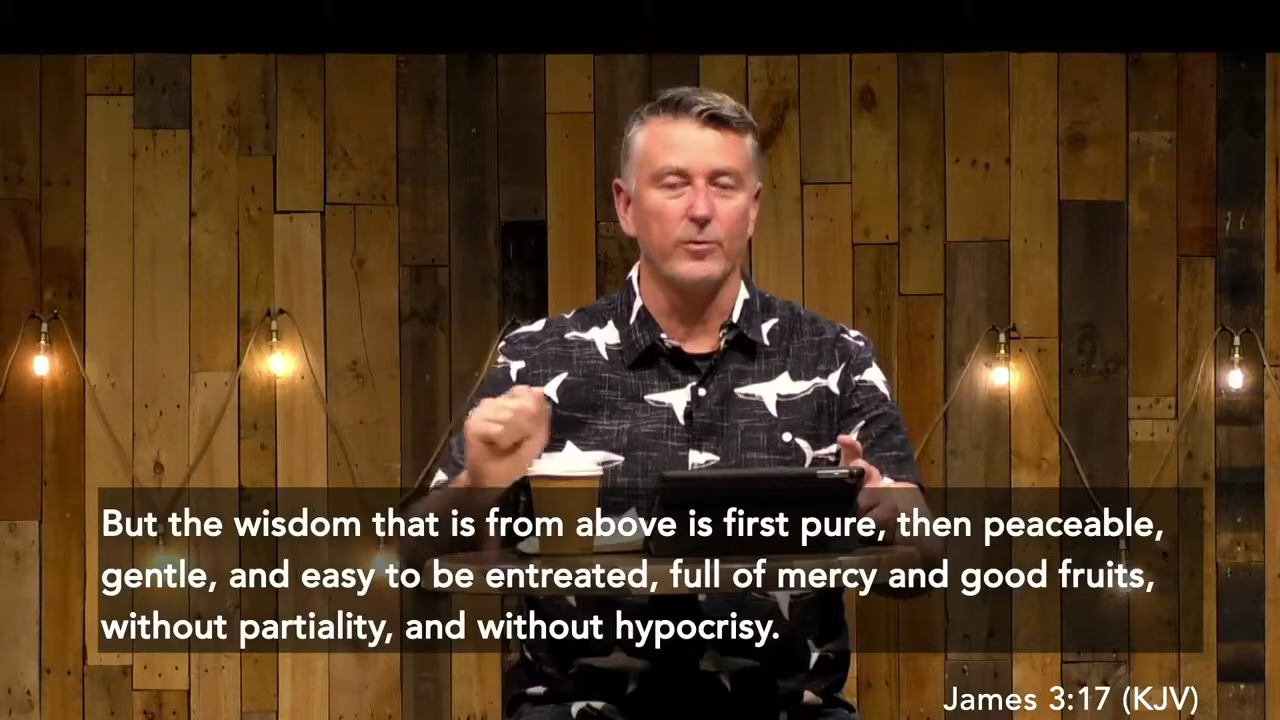 But the wisdom that is from above is first pure, then peaceable,
gentle, and easy to be entreated, full of mercy and good fruits,
without partiality, and without hypocrisy.
James 3:17 (KJV)